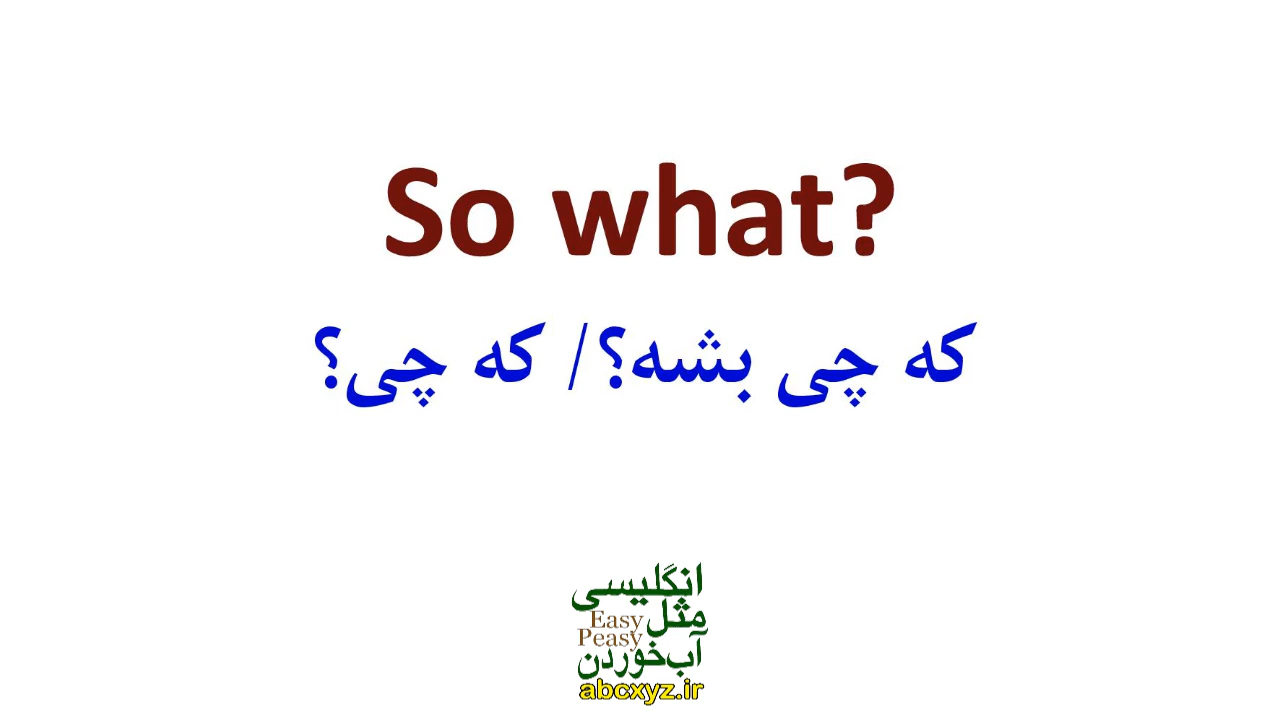 So what?
که چی بشه؟/ که چی؟
انگلیسی
مثل
Easy
Peasy
آب‌خوردن
abcxyz.ir